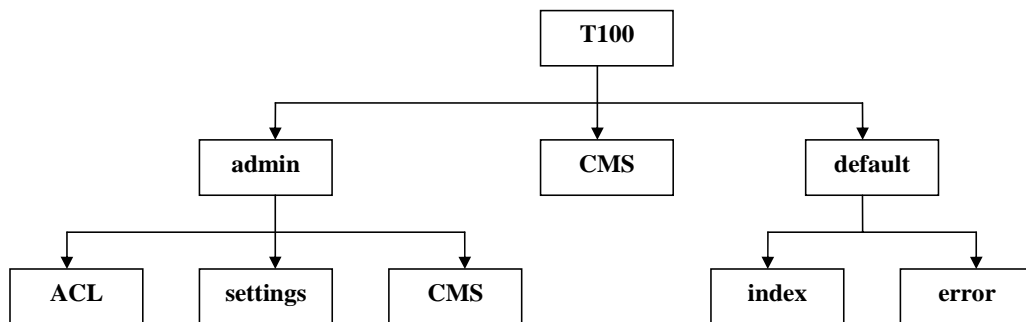 T100
admin
CMS
default
ACL
settings
CMS
index
error